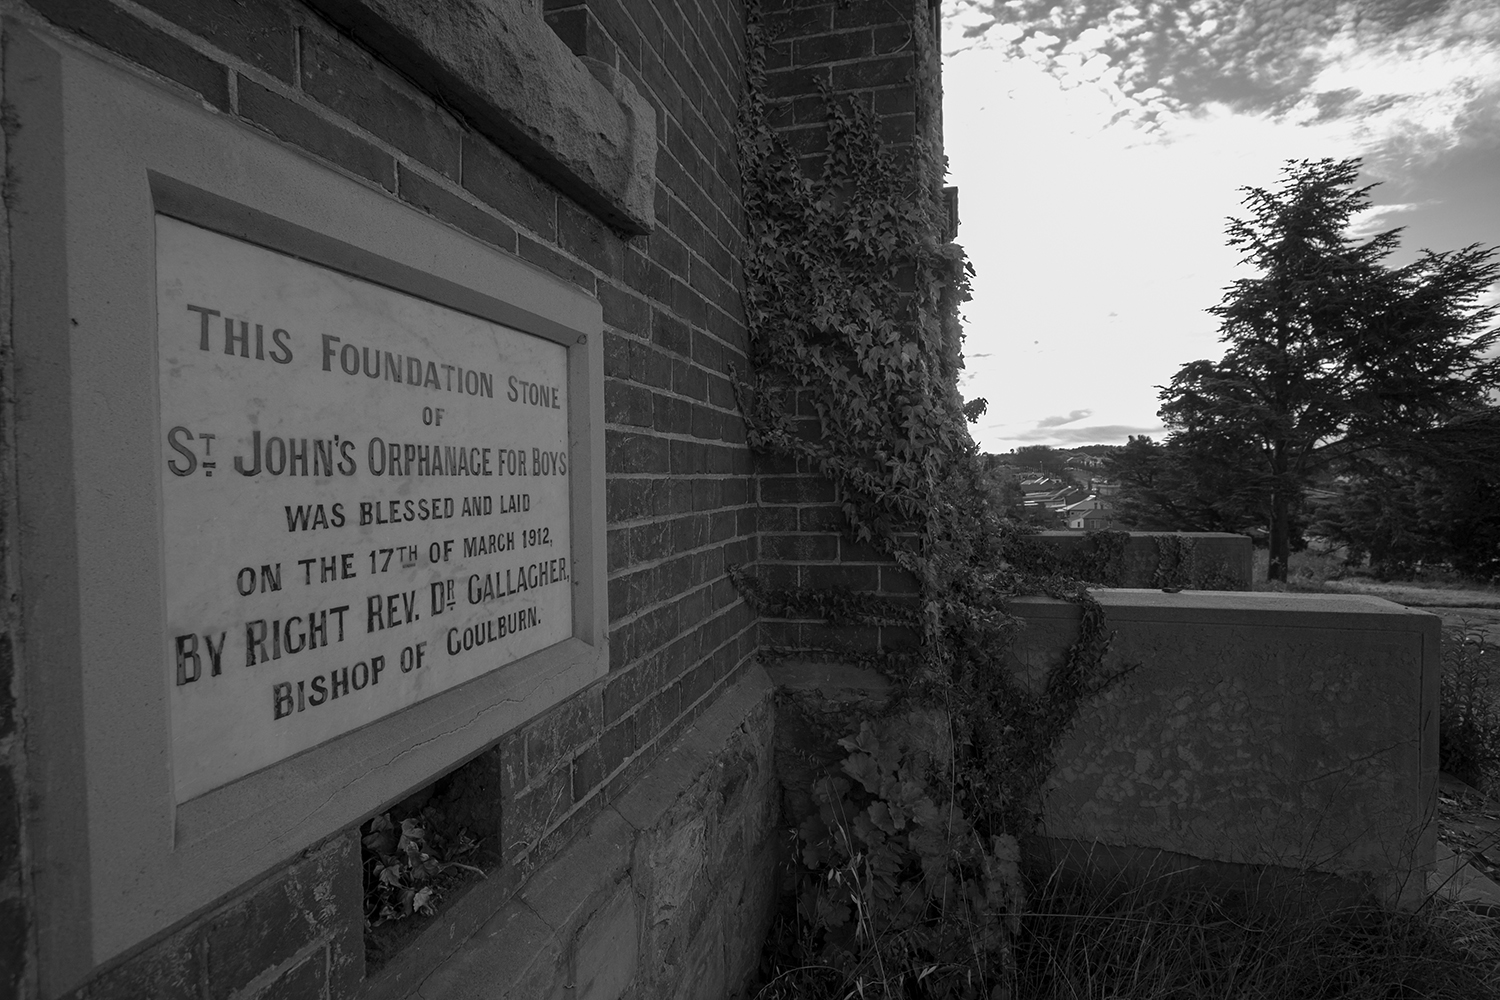 THIS FOUNDATION STONE
OF
ST JOHN'S ORPHANAGE FOR BOYS
WAS BLESSED AND LAID
ON THE 17TH OF MARCH 1912,
BY RIGHT REV. DR GALLAGHER,
BISHOP OF GOULBURN.